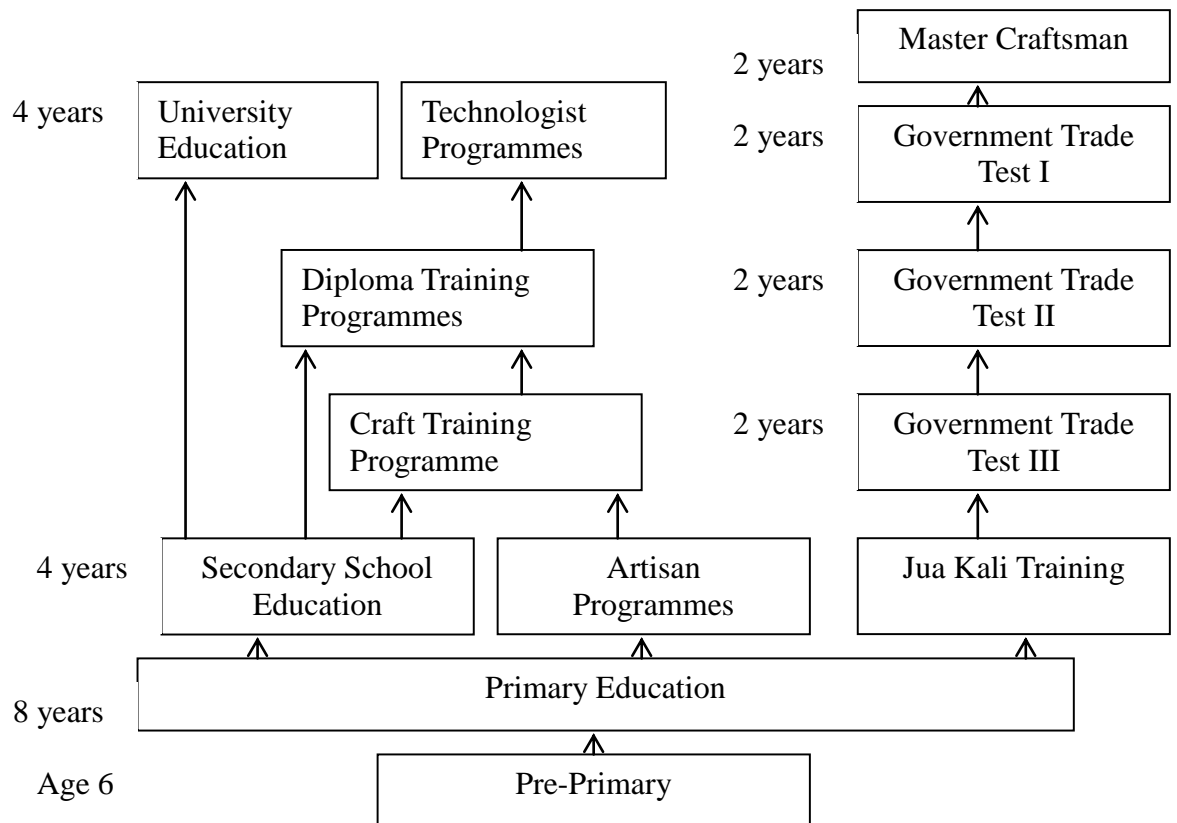 Master Craftsman
2 years
4 years
University
Education
Technologist
Programmes
2 years
Government Trade
Test I
Diploma Training
Programmes
2 years
Government Trade
Test II
Craft Training
Programme
2 years
Government Trade
Test III
4 years
Secondary School
Education
Artisan
Programmes
Jua Kali Training
Primary Education
8 years
Age 6
Pre-Primary